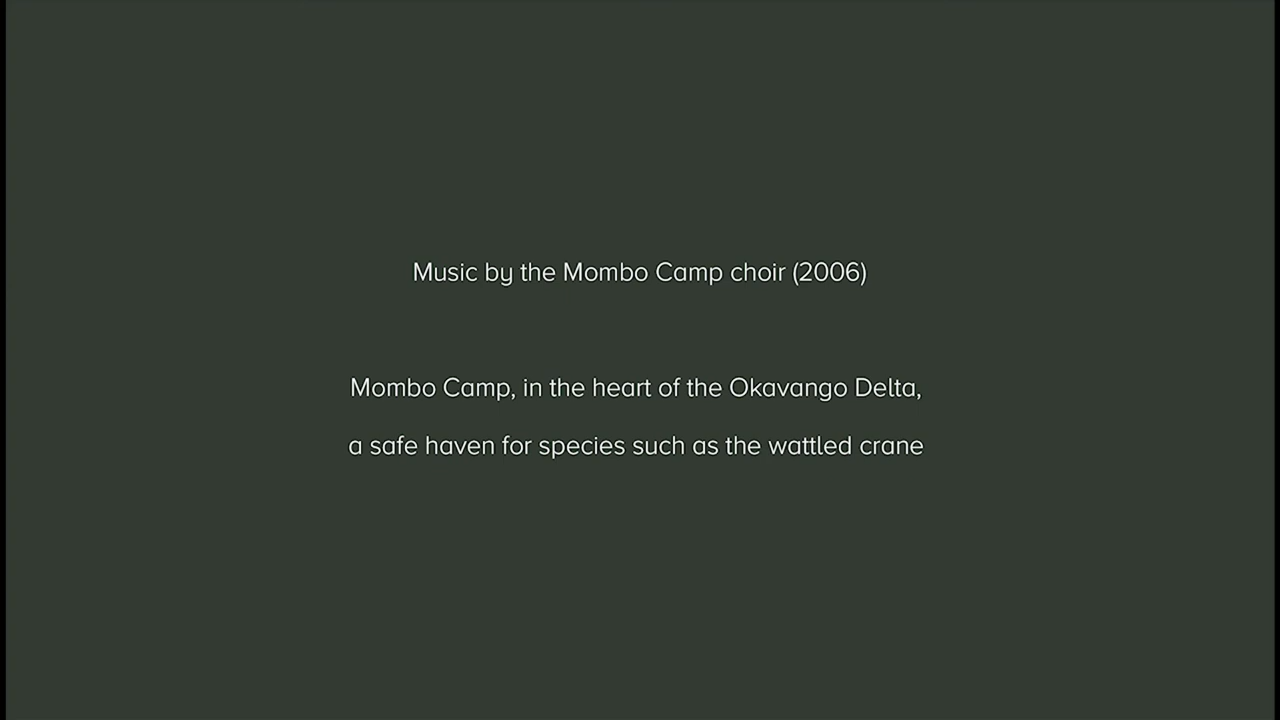 Music by the Mombo Camp choir (2006)
Mombo Camp, in the heart of the Okavango Delta,
a safe haven for species such as the wattled crane